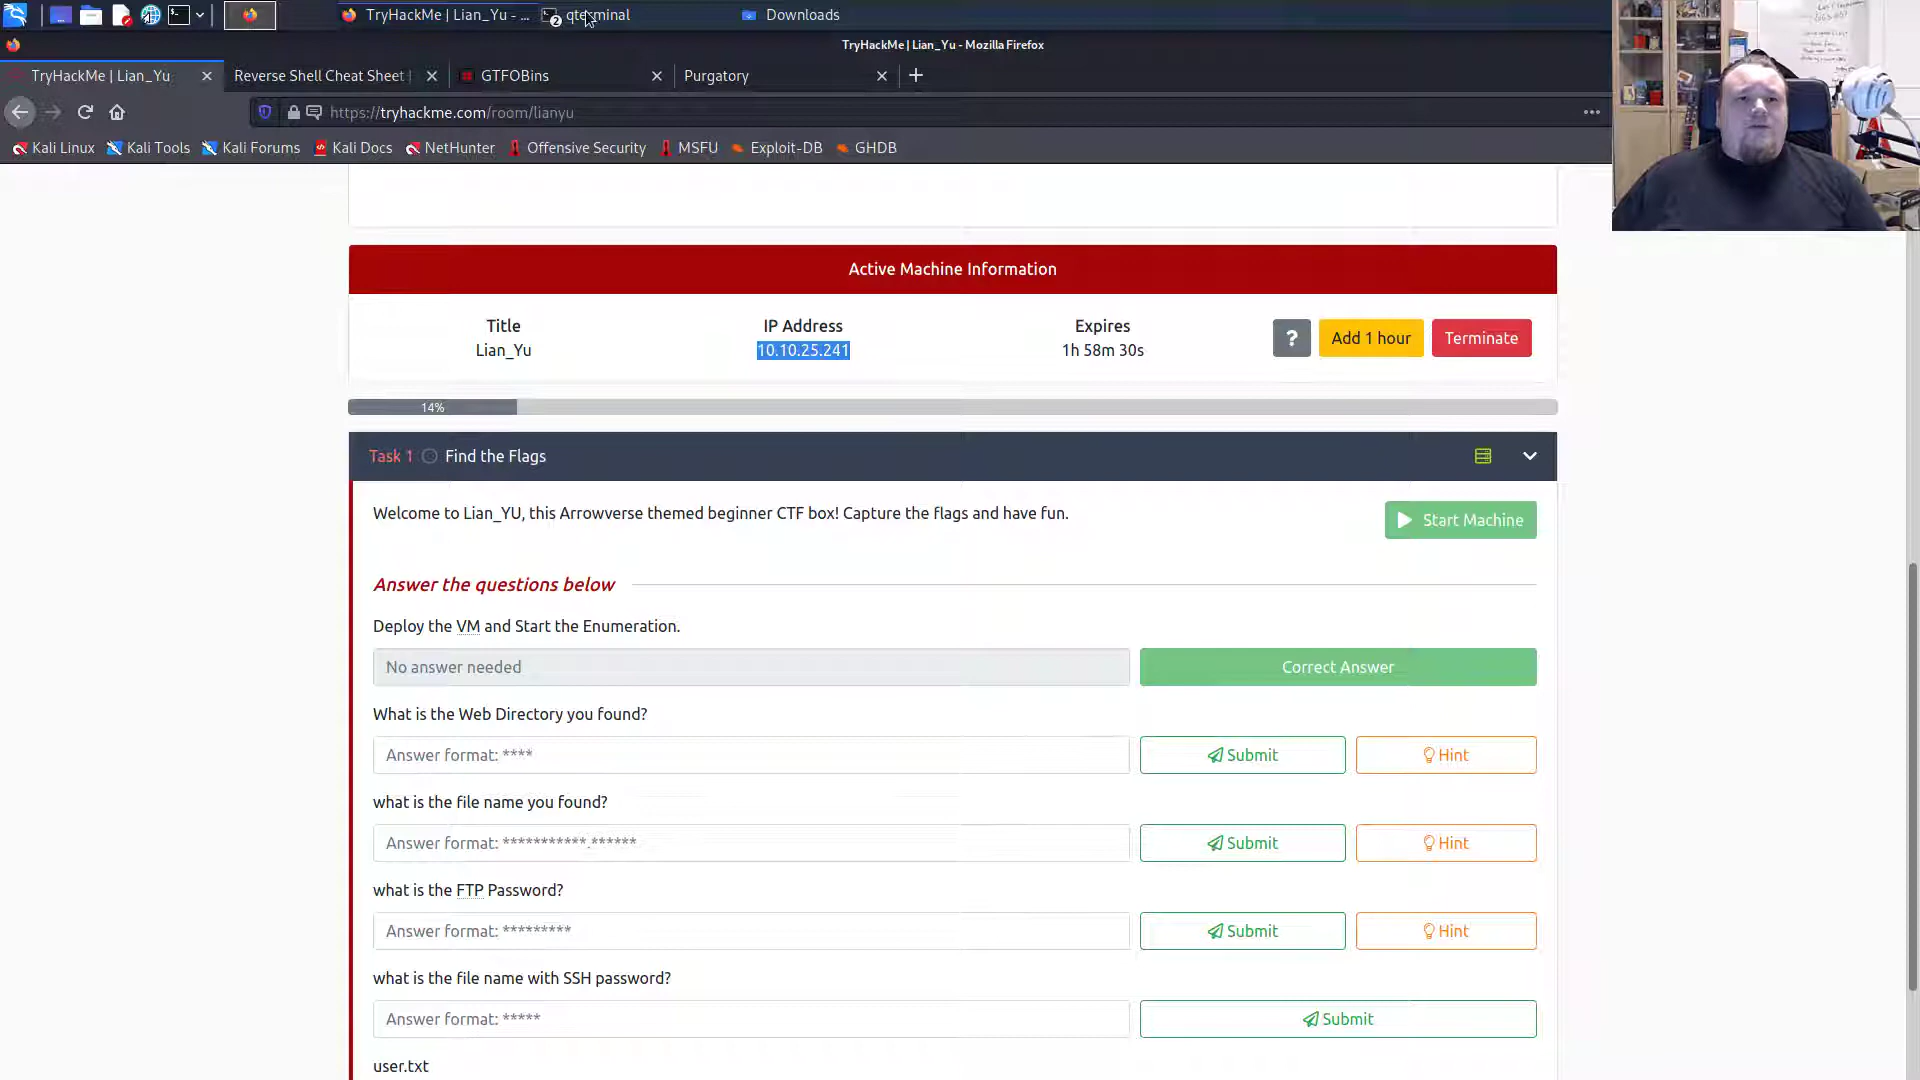 TryHackMe | Lian_Yu - ...
2
qterminal
Downloads
TryHackMe | Lian_Yu - Mozilla Firefox
TryHackMe | Lian_Yu
Reverse Shell Cheat Sheet |
GTFOBins
Purgatory
https://tryhackme.com/room/lianyu
Kali Linux
Kali Tools
Kali Forums
Kali Docs
NetHunter
Offensive Security
MSFU
Exploit-DB
GHDB
Active Machine Information
Title
IP Address
Expires
Lian_Yu
10.10.25.241
1h 58m 30s
?
Add 1 hour
Terminate
14%
Task 1
Find the Flags
Welcome to Lian_YU, this Arrowverse themed beginner CTF box! Capture the flags and have fun.
Start Machine
Answer the questions below
Deploy the VM and Start the Enumeration.
No answer needed
Correct Answer
What is the Web Directory you found?
Answer format: ****
Submit
Hint
what is the file name you found?
Answer format: ***********.******
Submit
Hint
what is the FTP Password?
Answer format: *********
Submit
Hint
what is the file name with SSH password?
Answer format: *****
Submit
user.txt